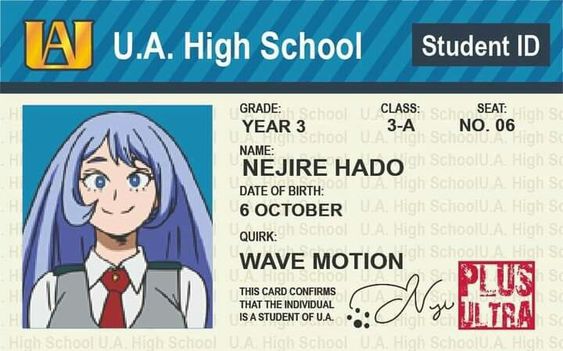 UA U.A. High School Student ID
GRADE: CLASS: SEAT:
YEAR 3 3-A NO. 06
NAME:
NEJIRE HADO
DATE OF BIRTH:
6 OCTOBER
QUIRK:
WAVE MOTION
THIS CARD CONFIRMS
THAT THE INDIVIDUAL
IS A STUDENT OF U.A.
PLUS
ULTRA